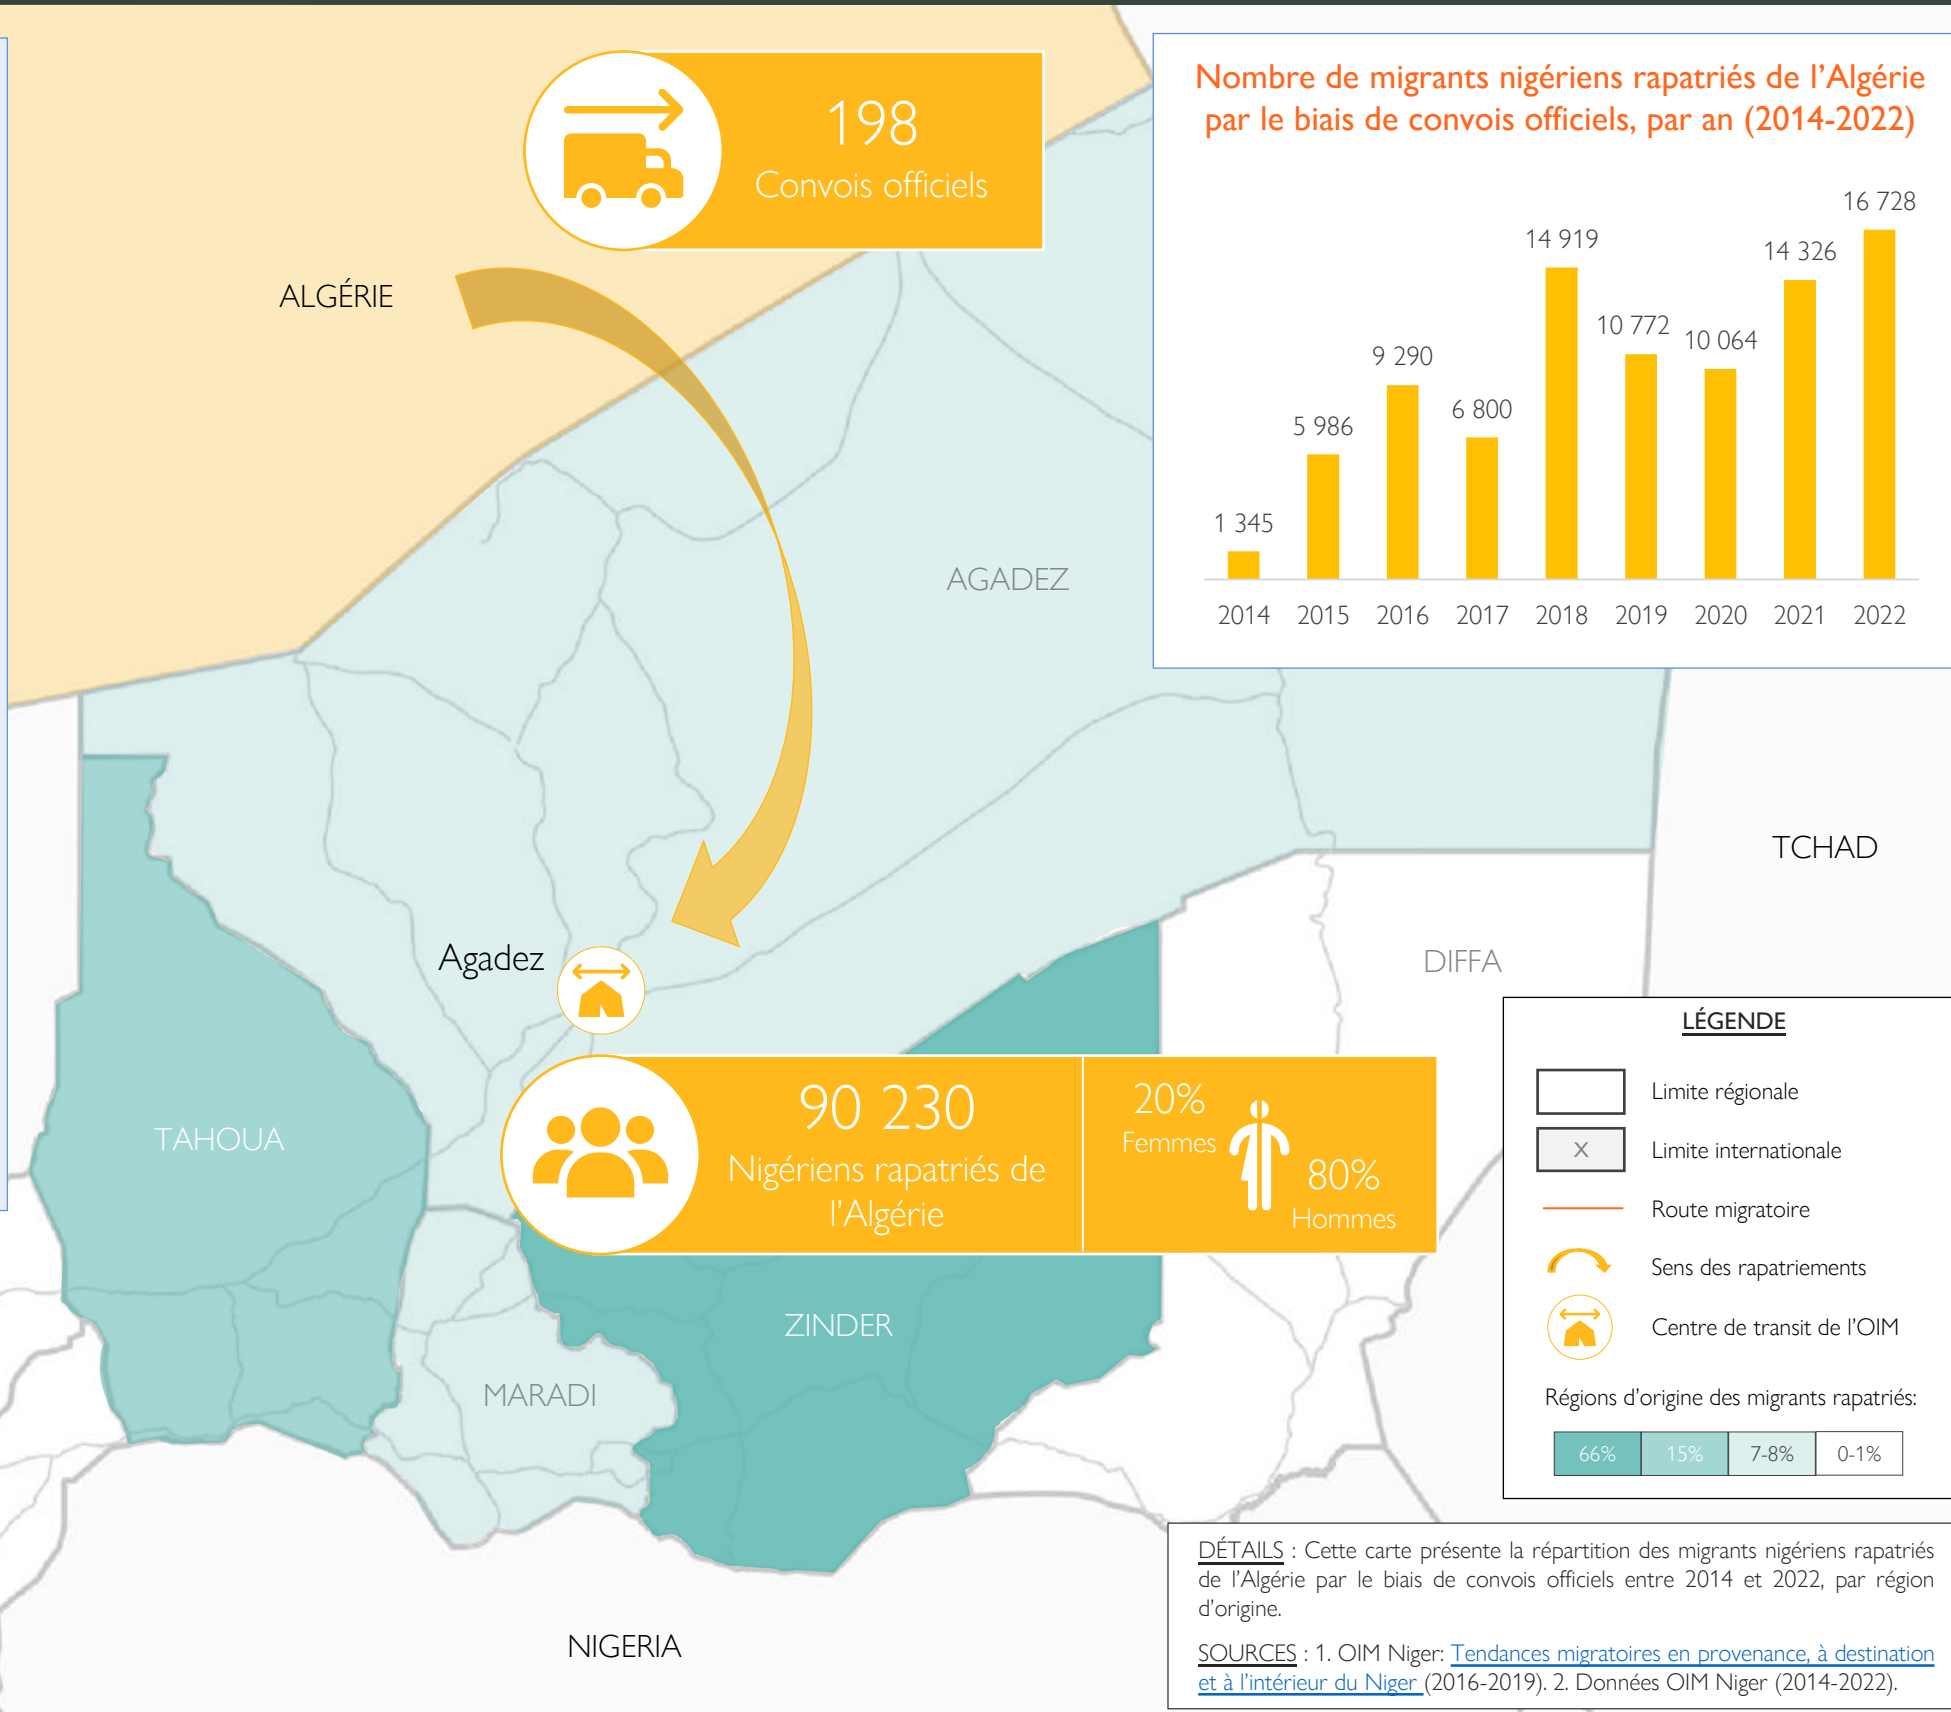 198
Convois officiels
Nombre de migrants nigériens rapatriés de l'Algérie
par le biais de convois officiels, par an (2014-2022)
1 345
5 986
9 290
6 800
14 919
10 772
10 064
14 326
16 728
2014 2015 2016 2017 2018 2019 2020 2021 2022
ALGÉRIE
AGADEZ
TCHAD
Agadez
DIFFA
TAHOUA
90 230
Nigériens rapatriés de
l'Algérie
20%
Femmes
80%
Hommes
ZINDER
MARADI
NIGERIA
LÉGENDE
Limite régionale
X Limite internationale
Route migratoire
Sens des rapatriements
Centre de transit de l'OIM
Régions d'origine des migrants rapatriés:
66% 15% 7-8% 0-1%
DÉTAILS : Cette carte présente la répartition des migrants nigériens rapatriés
de l'Algérie par le biais de convois officiels entre 2014 et 2022, par région
d'origine.
SOURCES : 1. OIM Niger: Tendances migratoires en provenance, à destination
et à l'intérieur du Niger (2016-2019). 2. Données OIM Niger (2014-2022).